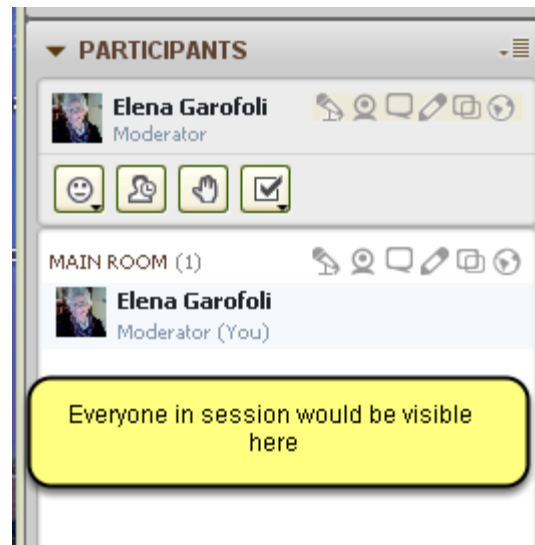 PARTICIPANTS
Elena Garofoli
Moderator
MAIN ROOM (1)
Elena Garofoli
Moderator (You)
Everyone in session would be visible
here